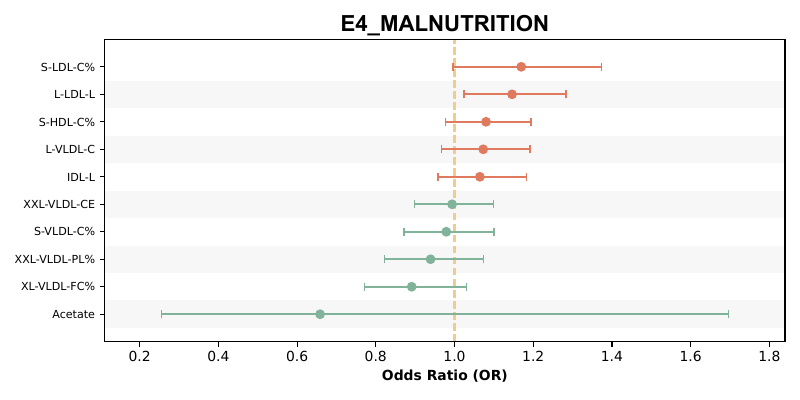 E4_MALNUTRITION
S-LDL-C%
L-LDL-L
S-HDL-C%
L-VLDL-C
IDL-L
XXL-VLDL-CE
S-VLDL-C%
XXL-VLDL-PL%
XL-VLDL-FC%
Acetate
0.2 0.4 0.6 0.8 1.0 1.2 1.4 1.6 1.8
Odds Ratio (OR)